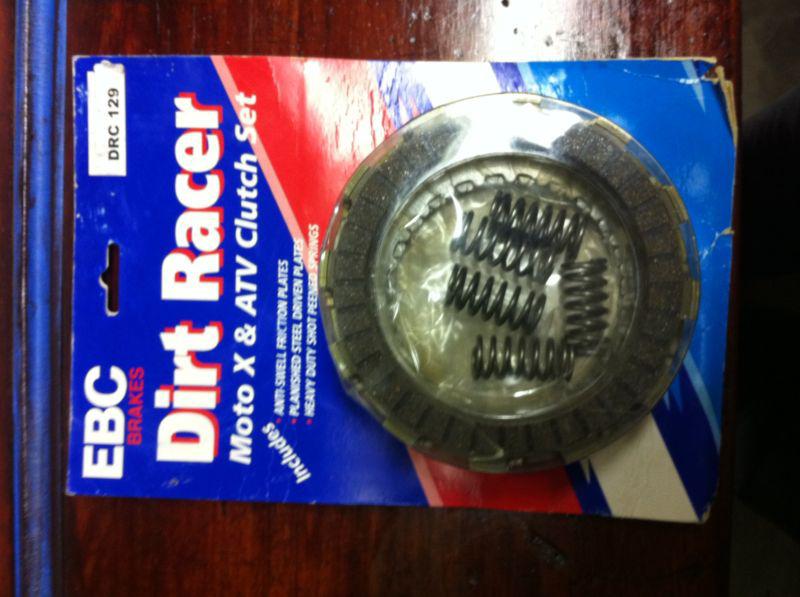 DRC 129
EBC
BRAKES
Dirt Racer
Moto X & ATV Clutch Set
Includes
• ANTI-SWELL FRICTION PLATES
• PLANISHED STEEL DRIVEN PLATES
• HEAVY DUTY SHOT PEENED SPRINGS